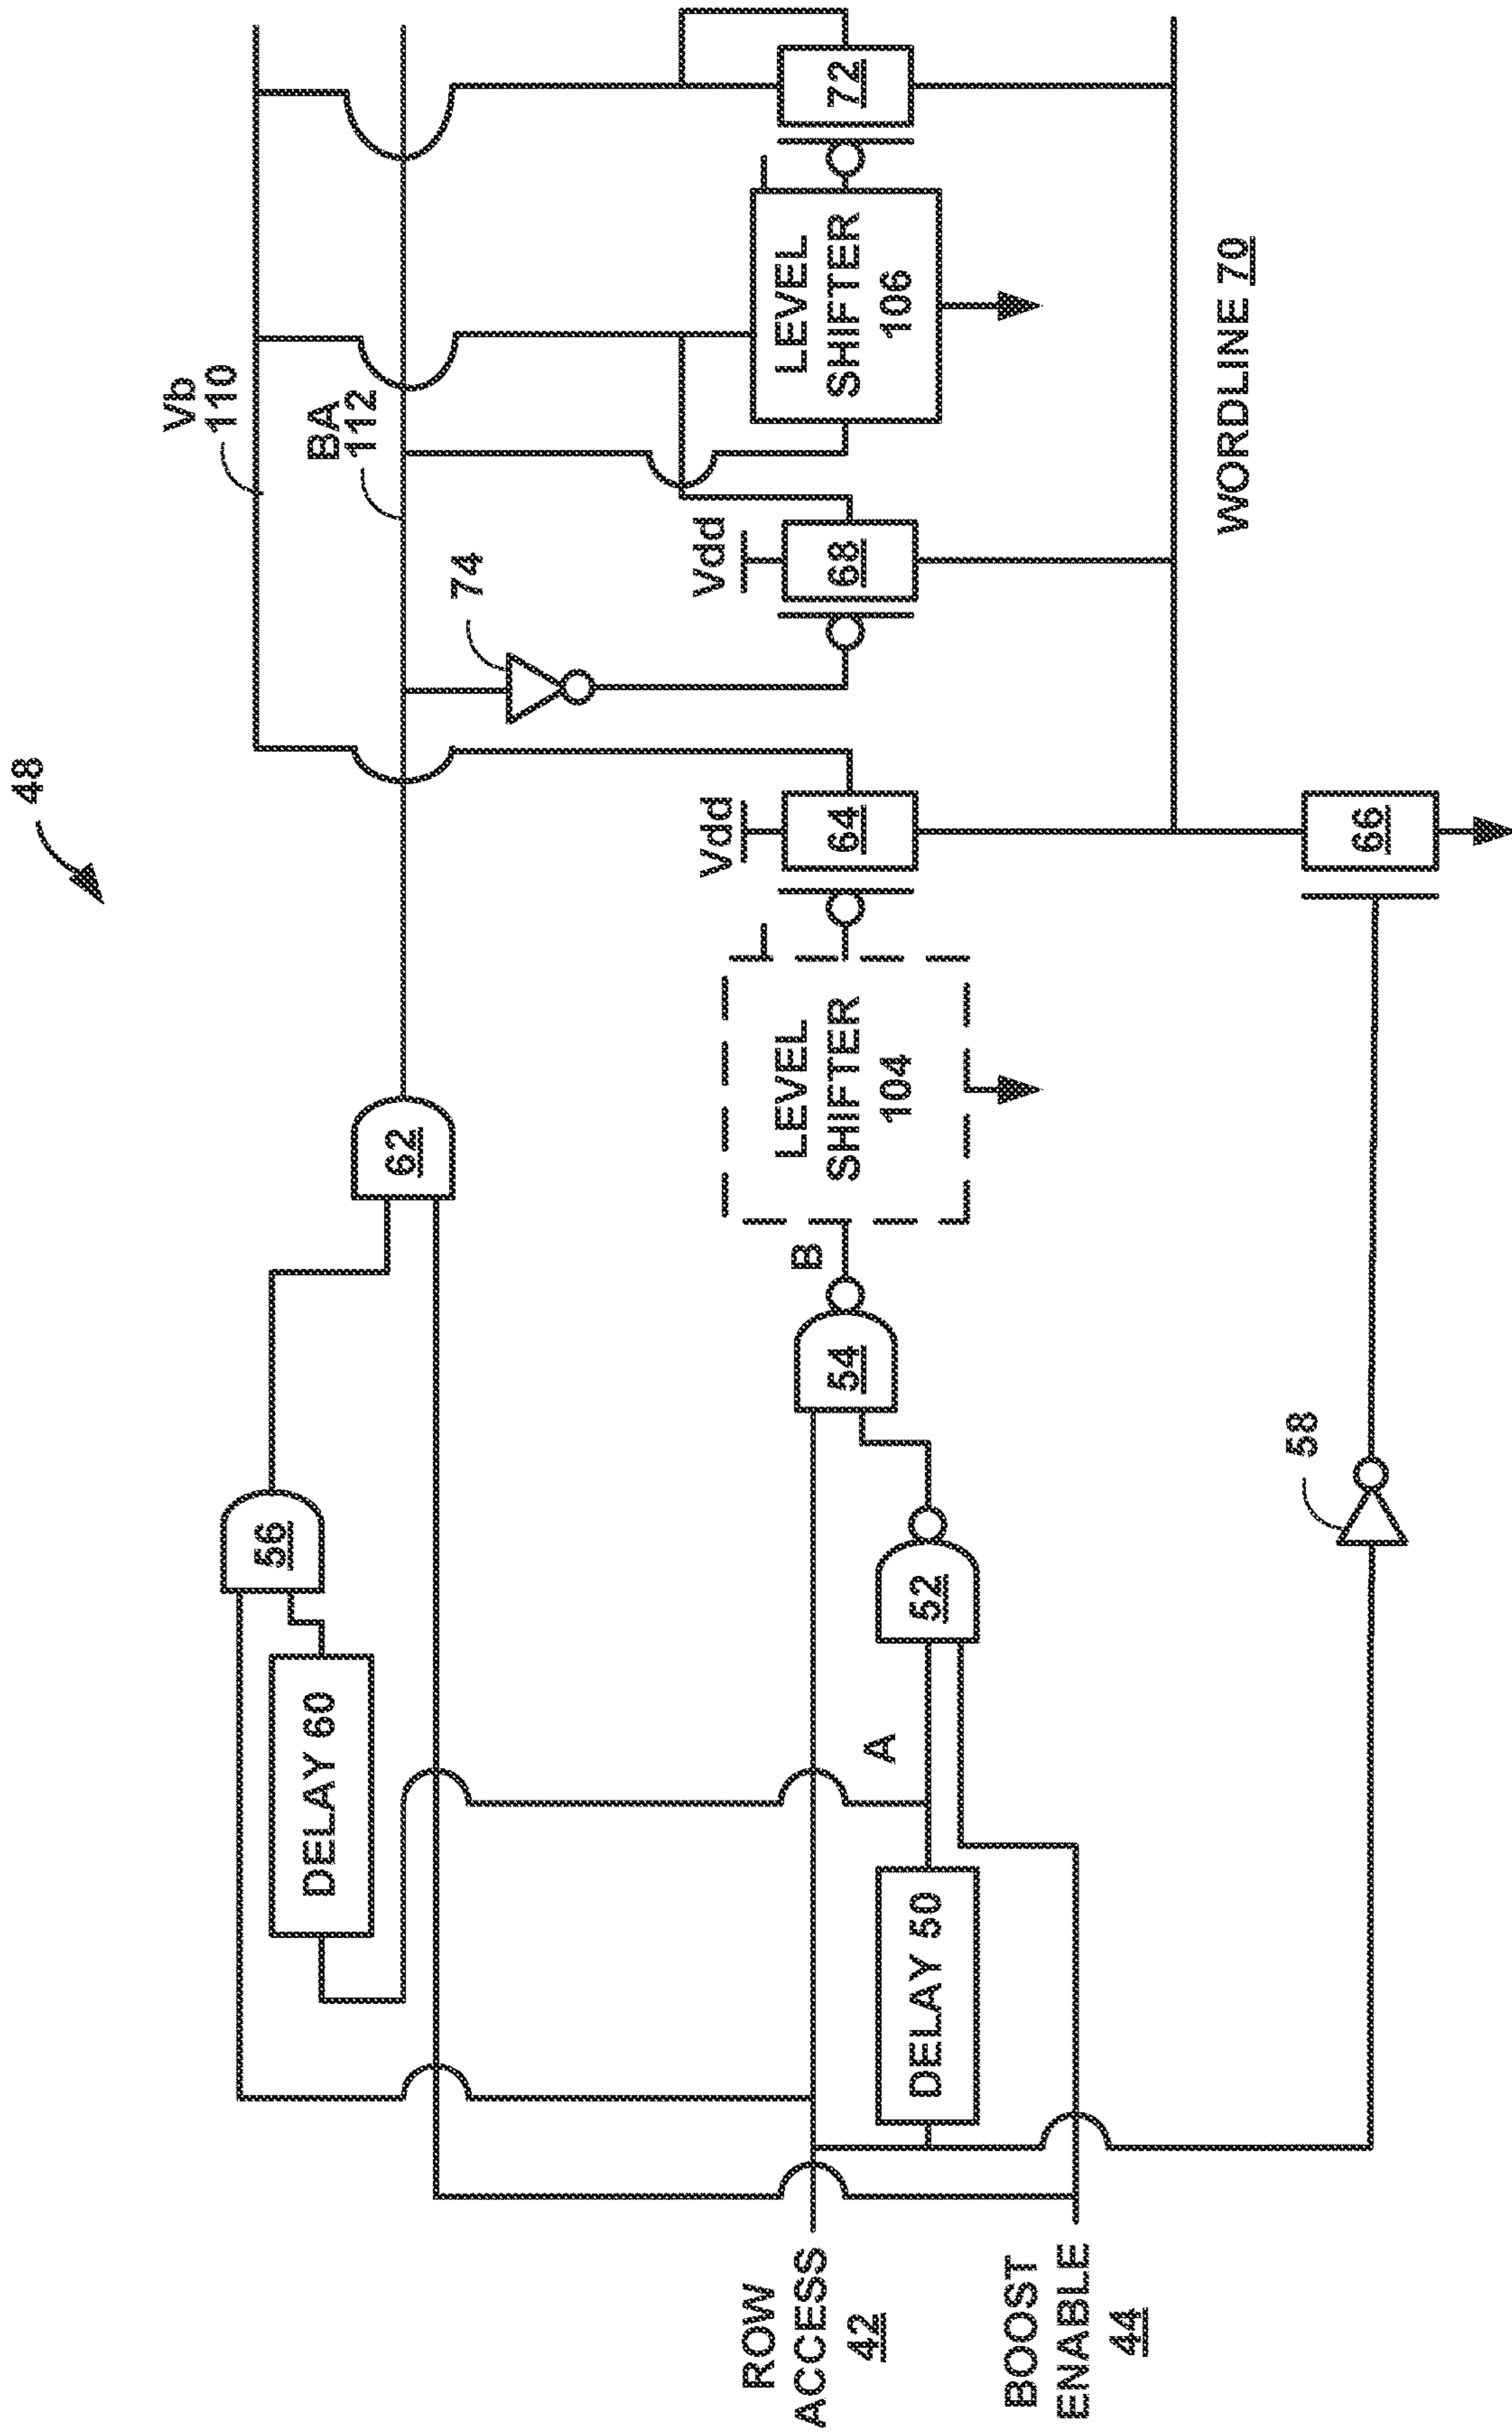 48
Vb
110
BA
112
74
DELAY 60
56
62
Vdd
64
Vdd
68
72
LEVEL
SHIFTER
104
LEVEL
SHIFTER
106
ROW
ACCESS
42
BOOST
ENABLE
44
DELAY 50
A
52
54
B
58
66
WORDLINE 70